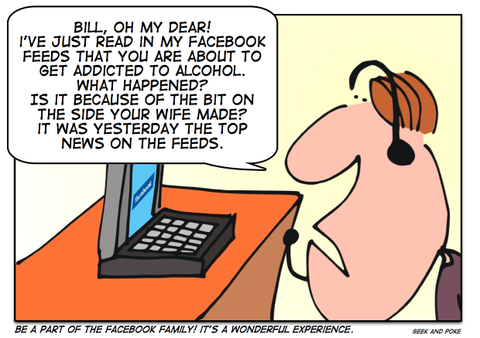 BILL, OH MY DEAR!
I'VE JUST READ IN MY FACEBOOK
FEEDS THAT YOU ARE ABOUT TO
GET ADDICTED TO ALCOHOL.
WHAT HAPPENED?
IS IT BECAUSE OF THE BIT ON
THE SIDE YOUR WIFE MADE?
IT WAS YESTERDAY THE TOP
NEWS ON THE FEEDS.
facebook
BE A PART OF THE FACEBOOK FAMILY! IT'S A WONDERFUL EXPERIENCE.
GEEK AND POKE